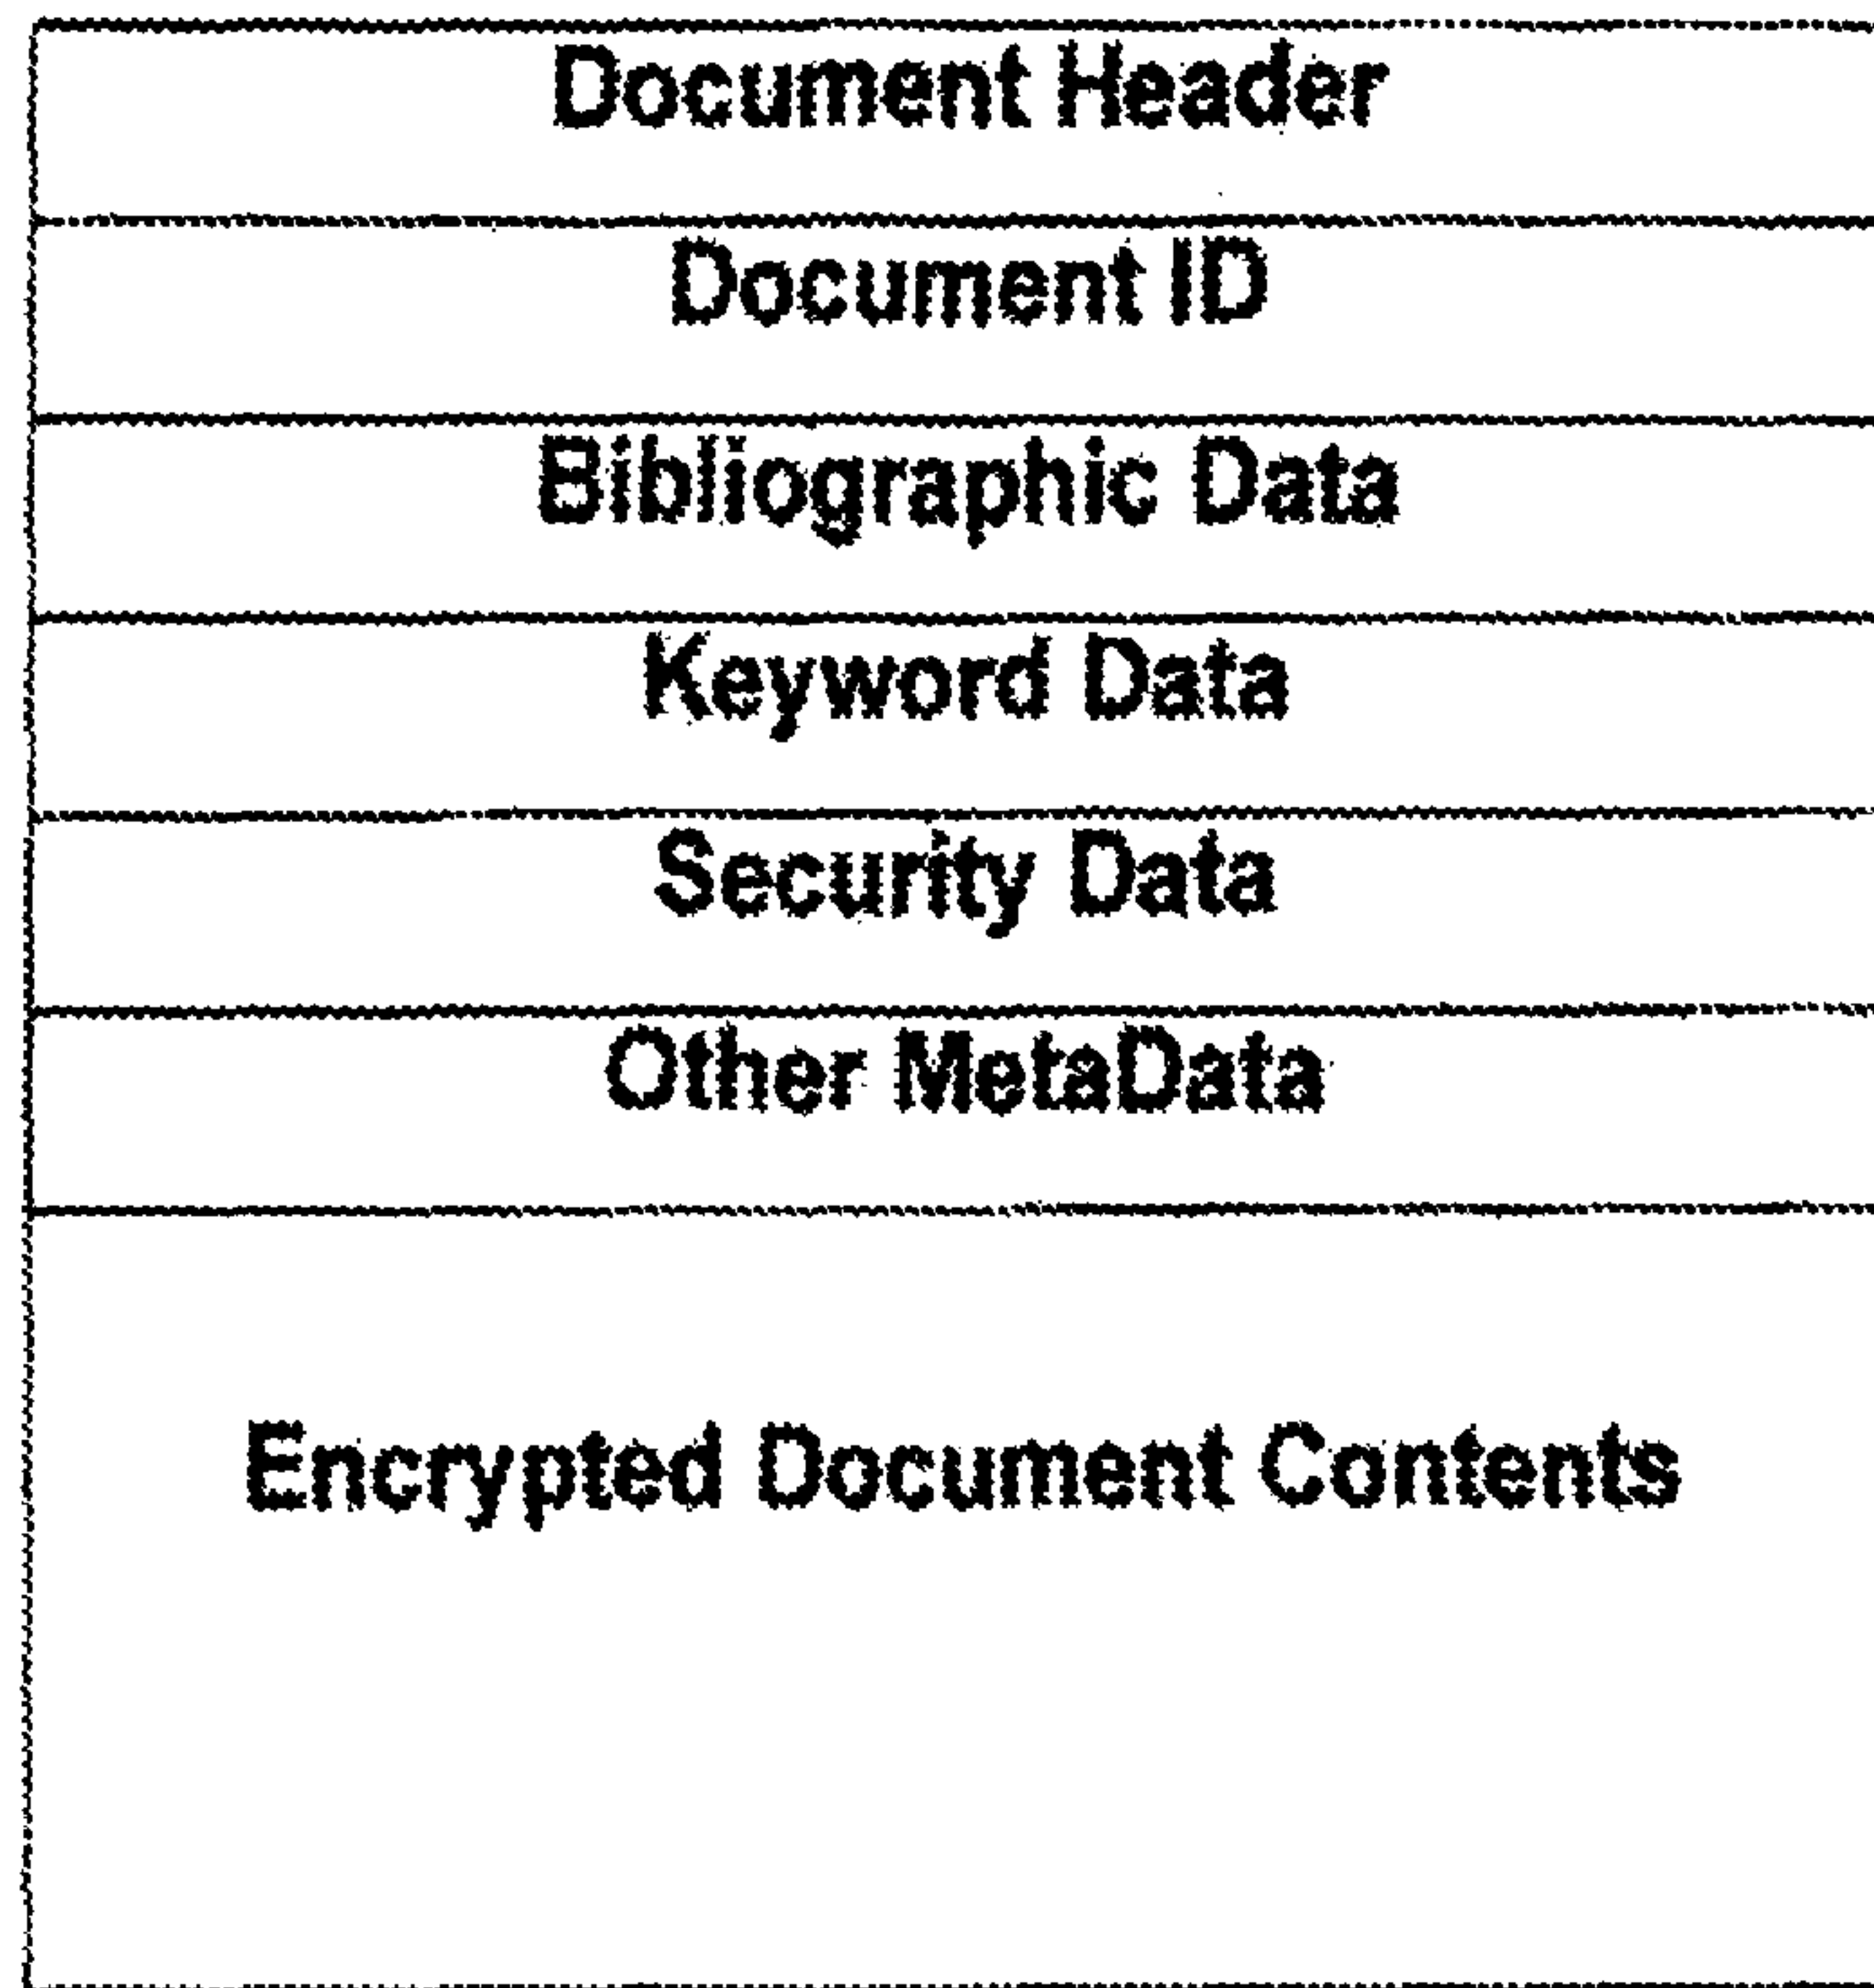 Document Header
Document ID
Bibliographic Data
Keyword Data
Security Data
Other MetaData
Encrypted Document Contents